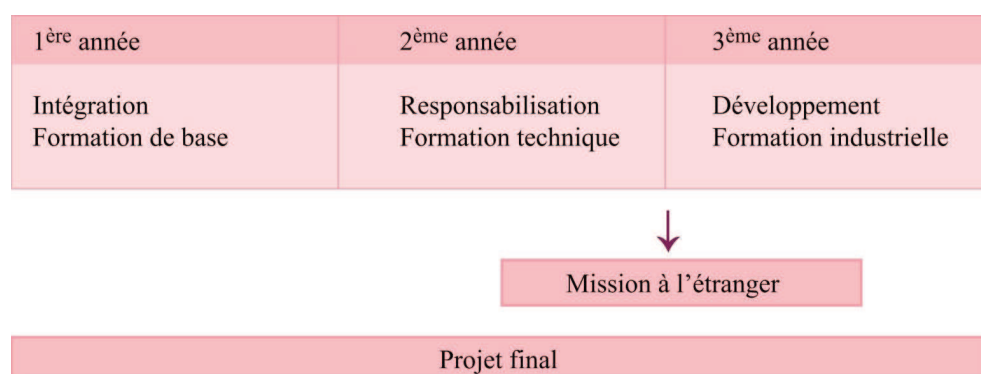 1ère année
2ème année
3ème année
Intégration
Formation de base
Responsabilisation
Formation technique
Développement
Formation industrielle
Mission à l’étranger
Projet final